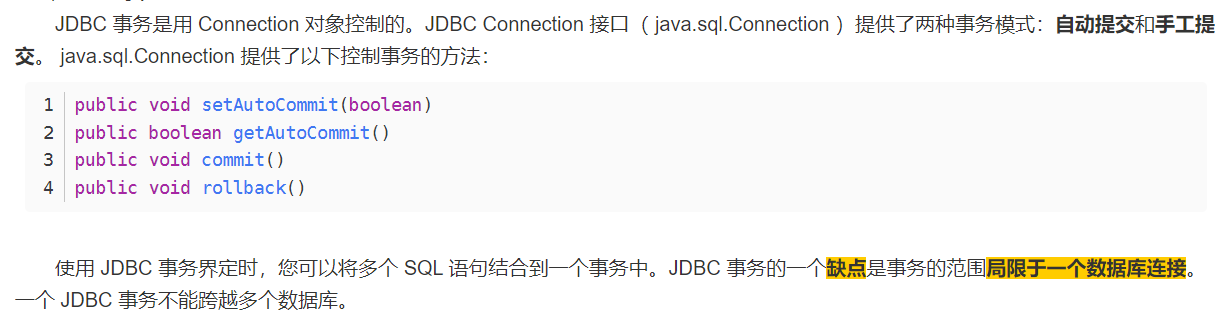 JDBC 事务是用 Connection 对象控制的。JDBC Connection 接口（ java.sql.Connection ）提供了两种事务模式：自动提交和手工提
交。 java.sql.Connection 提供了以下控制事务的方法：
1 public void setAutoCommit(boolean)
2 public boolean getAutoCommit()
3 public void commit()
4 public void rollback()
使用 JDBC 事务界定时，您可以将多个 SQL 语句结合到一个事务中。JDBC 事务的一个缺点是事务的范围局限于一个数据库连接。
一个 JDBC 事务不能跨越多个数据库。